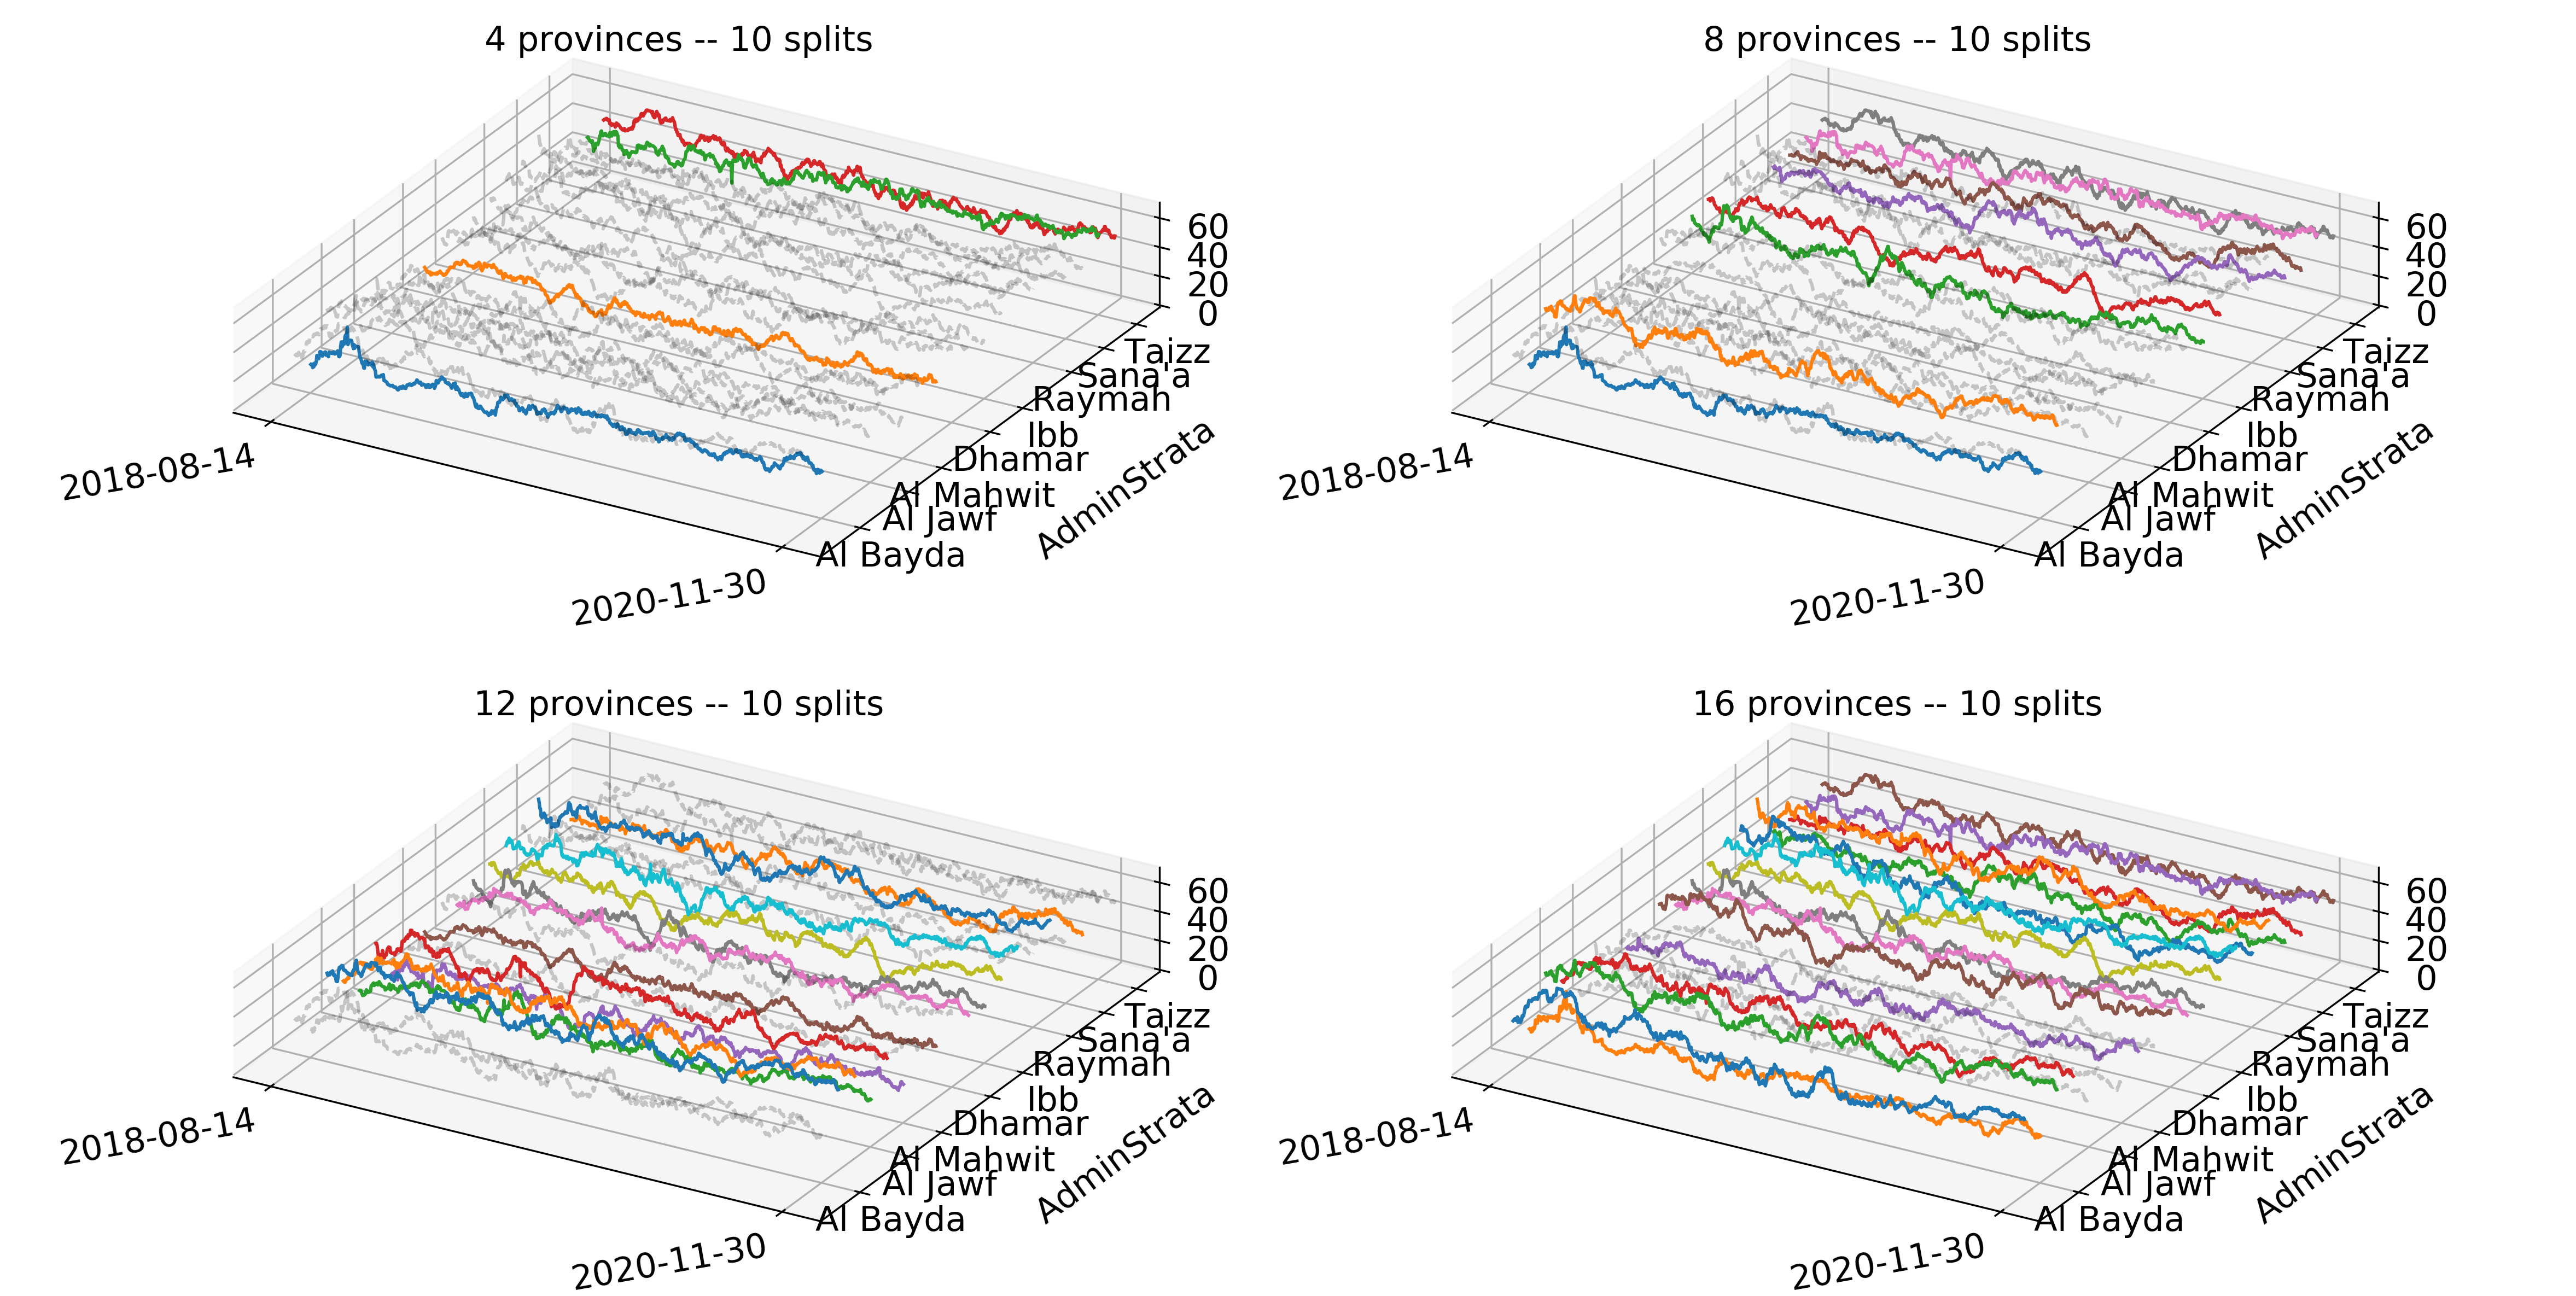 4 provinces -- 10 splits
60
40
20
0
Taizz
Sana'a
Raymah
Ibb
Dhamar
Al Mahwit
Al Jawf
Al Bayda
AdminStrata
2018-08-14
2020-11-30
8 provinces -- 10 splits
60
40
20
0
Taizz
Sana'a
Raymah
Ibb
Dhamar
Al Mahwit
Al Jawf
Al Bayda
AdminStrata
2018-08-14
2020-11-30
12 provinces -- 10 splits
60
40
20
0
Taizz
Sana'a
Raymah
Ibb
Dhamar
Al Mahwit
Al Jawf
Al Bayda
AdminStrata
2018-08-14
2020-11-30
16 provinces -- 10 splits
60
40
20
0
Taizz
Sana'a
Raymah
Ibb
Dhamar
Al Mahwit
Al Jawf
Al Bayda
AdminStrata
2018-08-14
2020-11-30